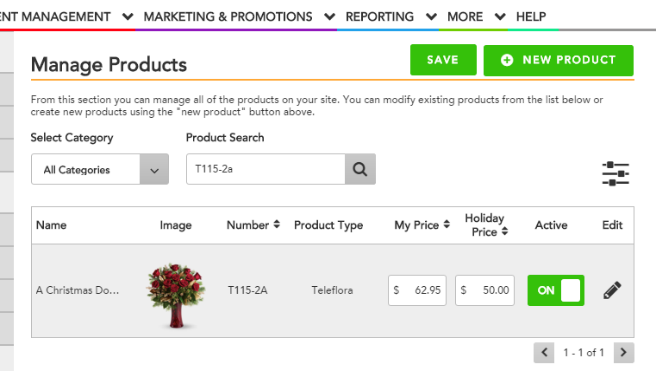 ENT MANAGEMENT MARKETING & PROMOTIONS REPORTING MORE HELP
Manage Products SAVE NEW PRODUCT
From this section you can manage all of the products on your site. You can modify existing products from the list below or
create new products using the "new product" button above.
Select Category Product Search
All Categories T115-2a
Name Image Number Product Type My Price Holiday Price Active Edit
A Christmas Do... T115-2A Teleflora $ 62.95 $ 50.00 ON
1 - 1 of 1